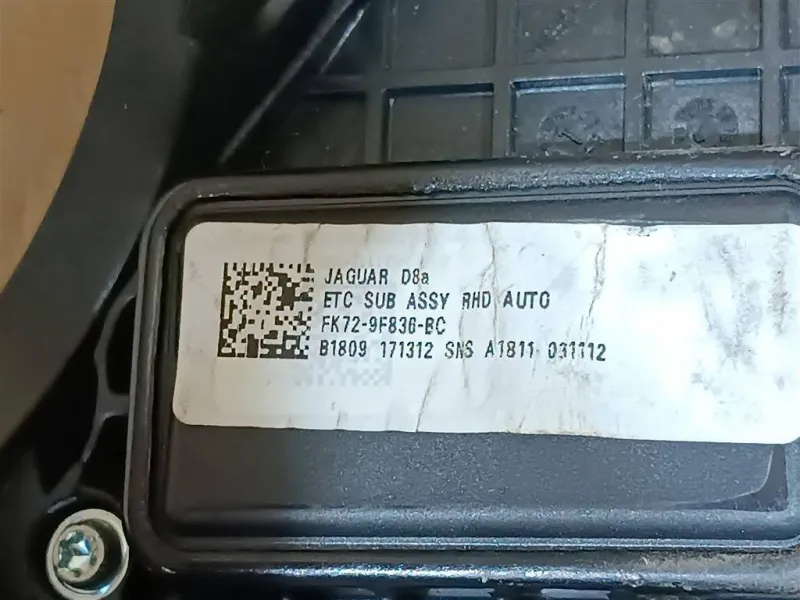 JAGUAR D8a
ETC SUB ASSY RHD AUTO
FK72-9F836-BC
B1809 171312 SNS A1811 031112